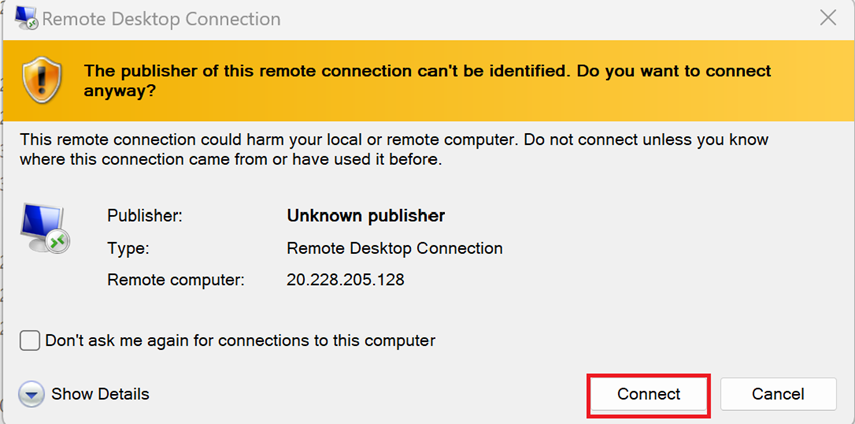 Remote Desktop Connection
The publisher of this remote connection can't be identified. Do you want to connect
anyway?
This remote connection could harm your local or remote computer. Do not connect unless you know
where this connection came from or have used it before.
Publisher: Unknown publisher
Type: Remote Desktop Connection
Remote computer: 20.228.205.128
Don't ask me again for connections to this computer
Show Details Connect Cancel